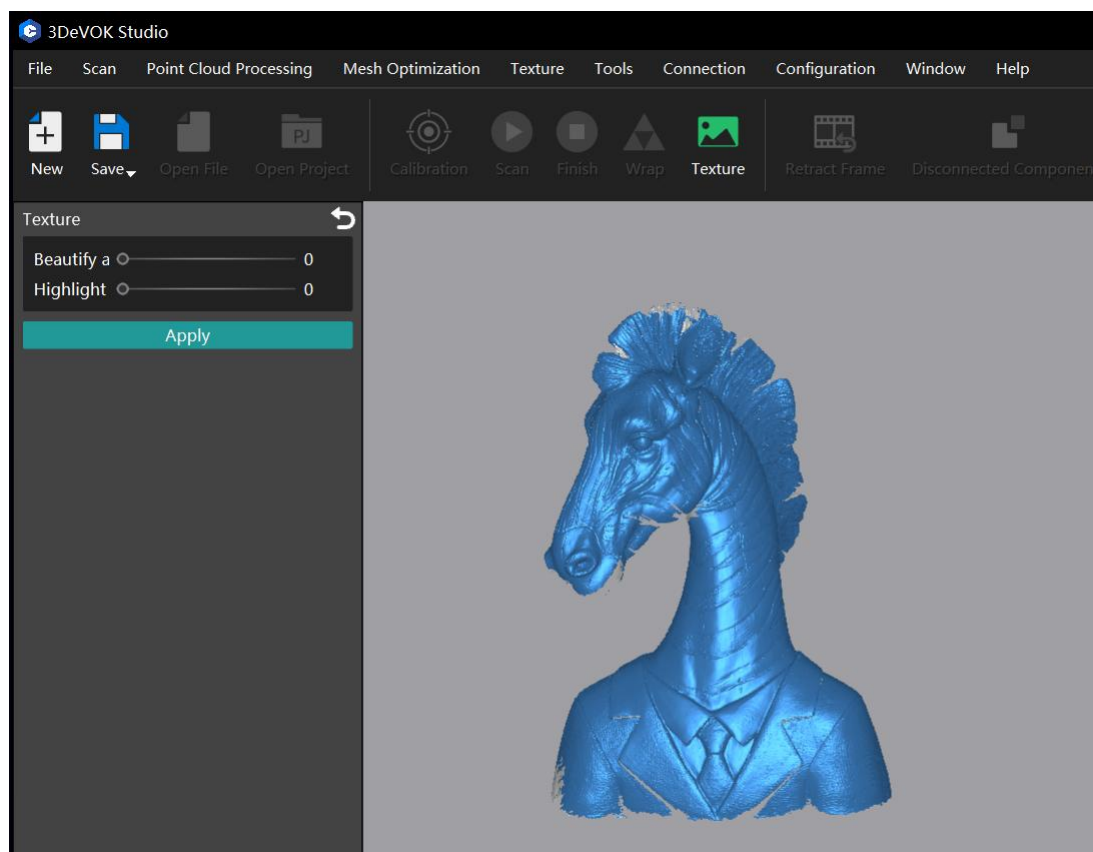 3DeVOK Studio
File Scan Point Cloud Processing Mesh Optimization Texture Tools Connection Configuration Window Help
PJ
New Save Open File Open Project Calibration Scan Finish Wrap Texture Retract Frame Disconnected Componen
Texture
Beautify a 0
Highlight 0
Apply